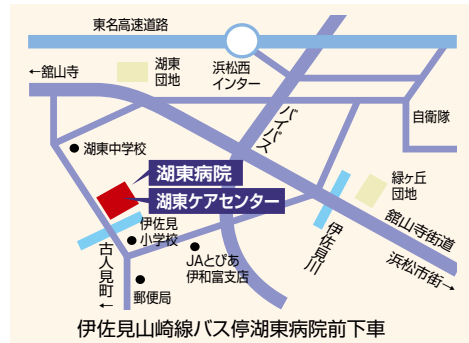 東名高速道路
←舘山寺
湖東
団地
浜松西
インター
バイパス
自衛隊
湖東中学校
湖東病院
湖東ケアセンター
緑ヶ丘
団地
伊佐見
小学校
舘山寺街道
伊佐見川
JAとぴあ
伊和富支店
古人見町
←
郵便局
浜松市街→
伊佐見山崎線バス停湖東病院前下車